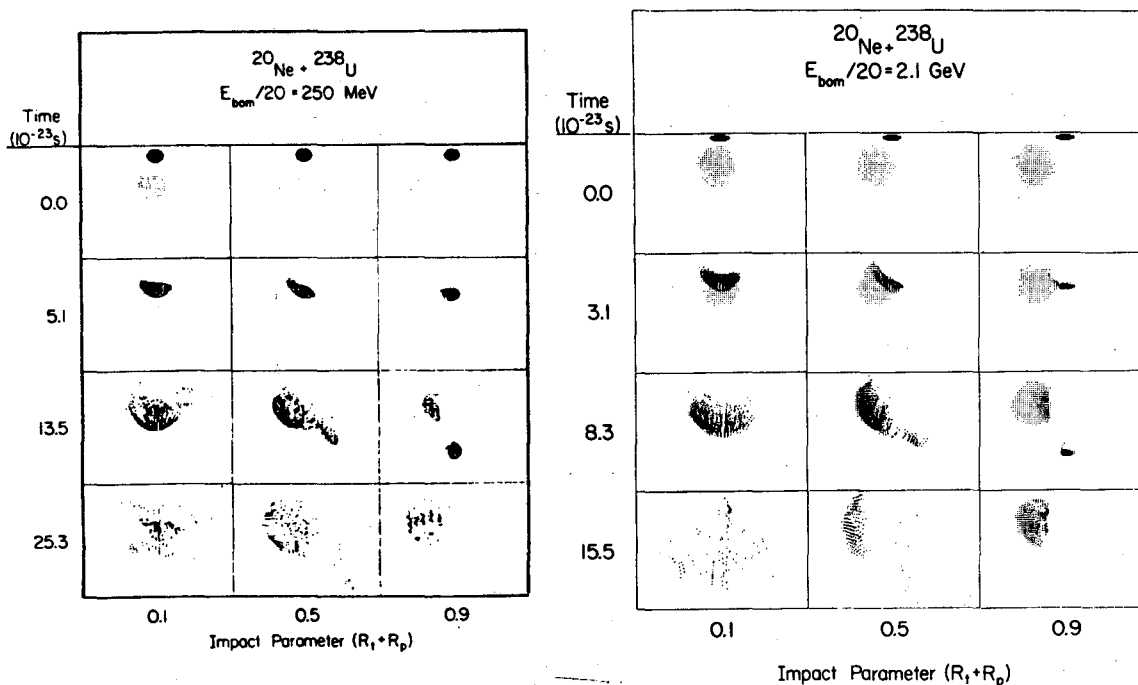 20Ne + 238U
E_bom/20 = 250 MeV
Time
(10-23s)
0.0
5.1
13.5
25.3
0.1 0.5 0.9
Impact Parameter (Rt+Rp)
20Ne + 238U
E_bom/20 = 2.1 GeV
Time
(10-23s)
0.0
3.1
8.3
15.5
0.1 0.5 0.9
Impact Parameter (Rt+Rp)